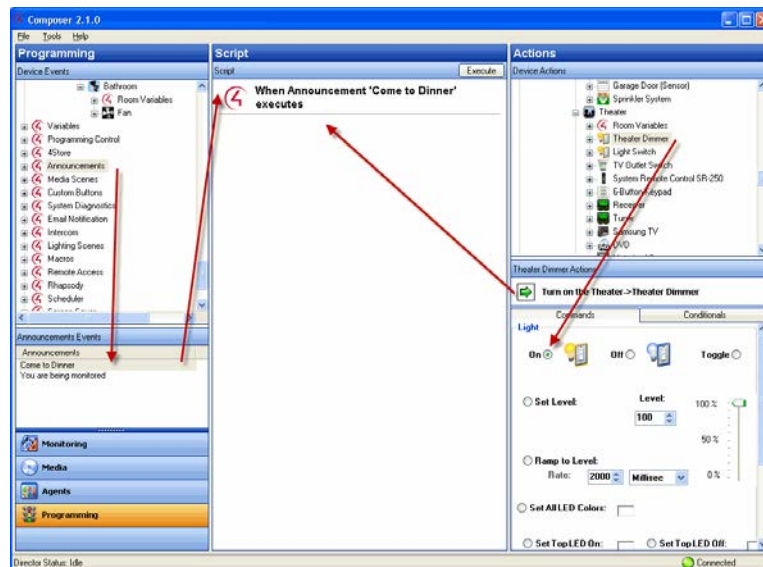 Composer 2.1.0
File Tools Help
Programming
Device Events
Bathroom
Room Variables
Fan
Variables
Programming Control
4Store
Announcements
Media Scenes
Custom Buttons
System Diagnostics
Email Notification
Intercom
Lighting Scenes
Macros
Remote Access
Rhapsody
Scheduler
Announcements Events
Announcements
Come to Dinner
You are being monitored
Monitoring
Media
Agents
Programming
Director Status: Idle
Script
Script Execute
When Announcement 'Come to Dinner'
executes
Actions
Device Actions
Garage Door (Sensor)
Sprinkler System
Theater
Room Variables
Theater Dimmer
Light Switch
TV Outlet Switch
System Remote Control SR-250
6-Button Keypad
Receiver
Tuner
Samsung TV
DVD
Theater Dimmer Actions
Turn on the Theater->Theater Dimmer
Commands Conditionals
Light
On Off Toggle
Set Level: Level: 100 %
100
50 %
Ramp to Level:
Rate: 2000 Millisec 0 %
Set All LED Colors:
Set Top LED On: Set Top LED Off:
Connected